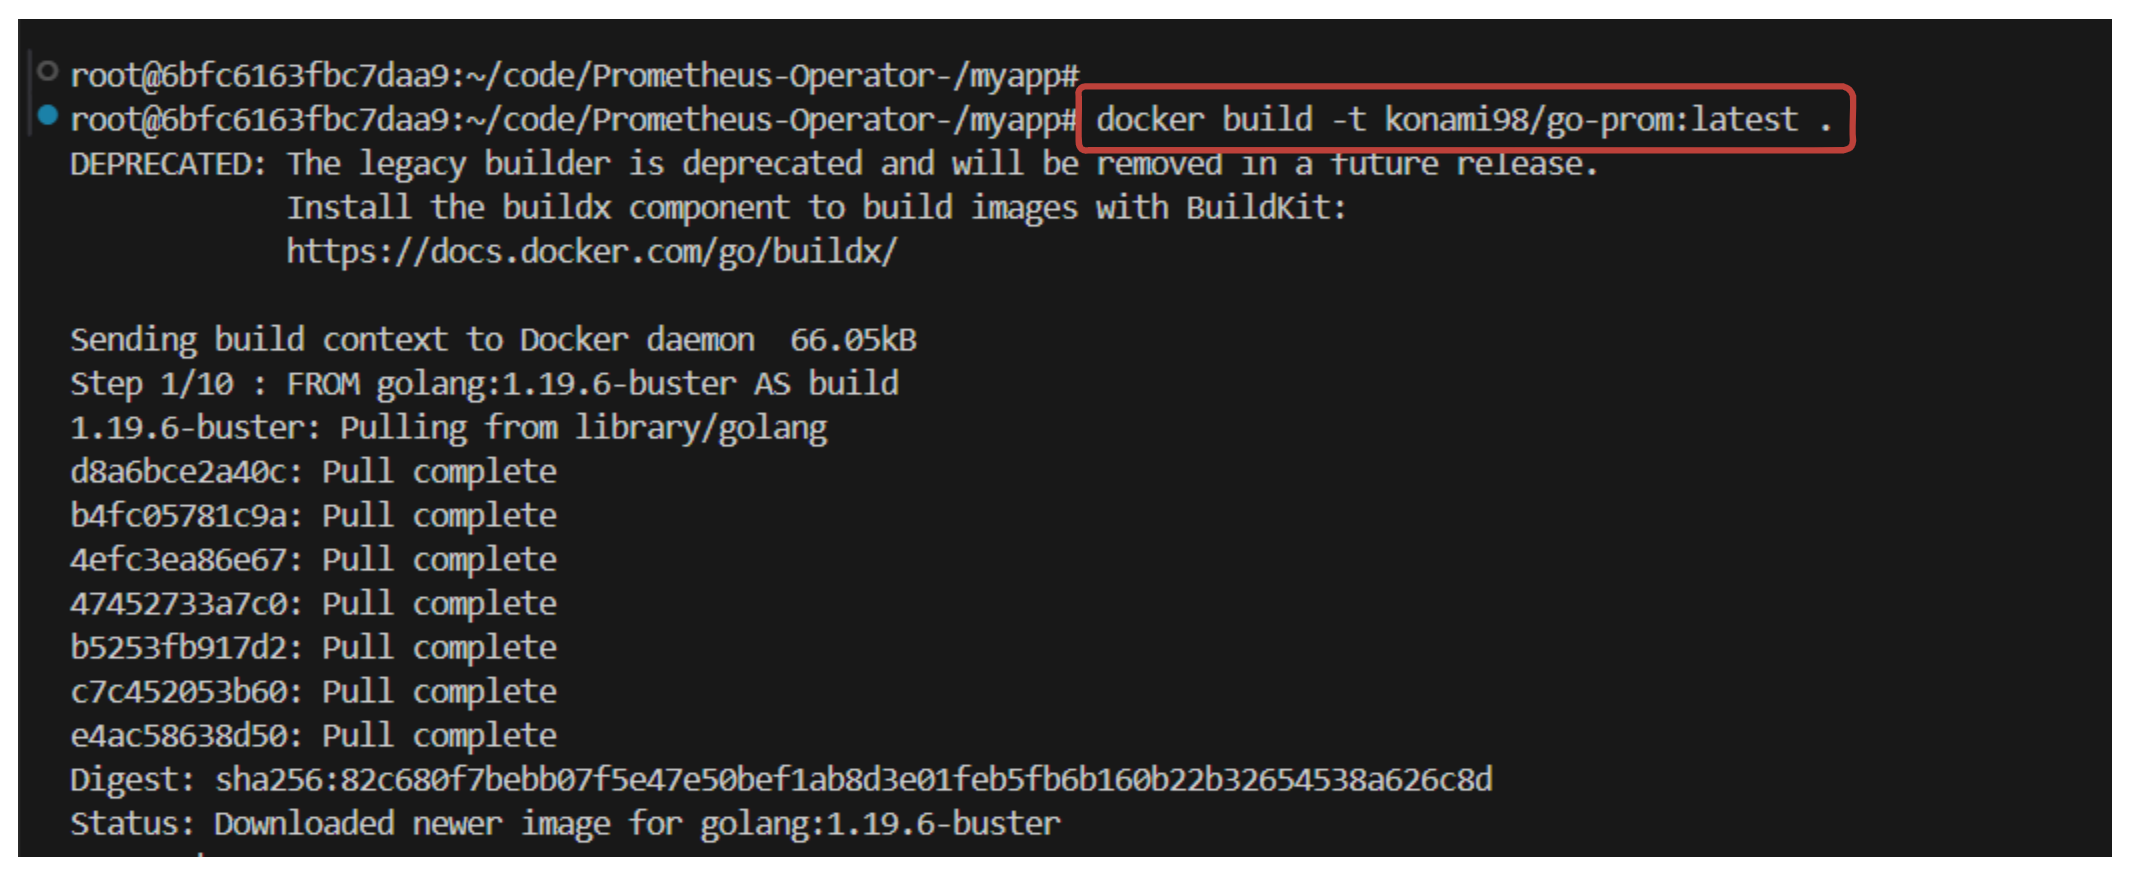 root@6bfc6163fbc7daa9:~/code/Prometheus-Operator-/myapp#
root@6bfc6163fbc7daa9:~/code/Prometheus-Operator-/myapp# docker build -t konami98/go-prom:latest .
DEPRECATED: The legacy builder is deprecated and will be removed in a future release.
Install the buildx component to build images with BuildKit:
https://docs.docker.com/go/buildx/
Sending build context to Docker daemon  66.05kB
Step 1/10 : FROM golang:1.19.6-buster AS build
1.19.6-buster: Pulling from library/golang
d8a6bce2a40c: Pull complete
b4fc05781c9a: Pull complete
4efc3ea86e67: Pull complete
47452733a7c0: Pull complete
b5253fb917d2: Pull complete
c7c452053b60: Pull complete
e4ac58638d50: Pull complete
Digest: sha256:82c680f7bebb07f5e47e50bef1ab8d3e01feb5fb6b160b22b32654538a626c8d
Status: Downloaded newer image for golang:1.19.6-buster